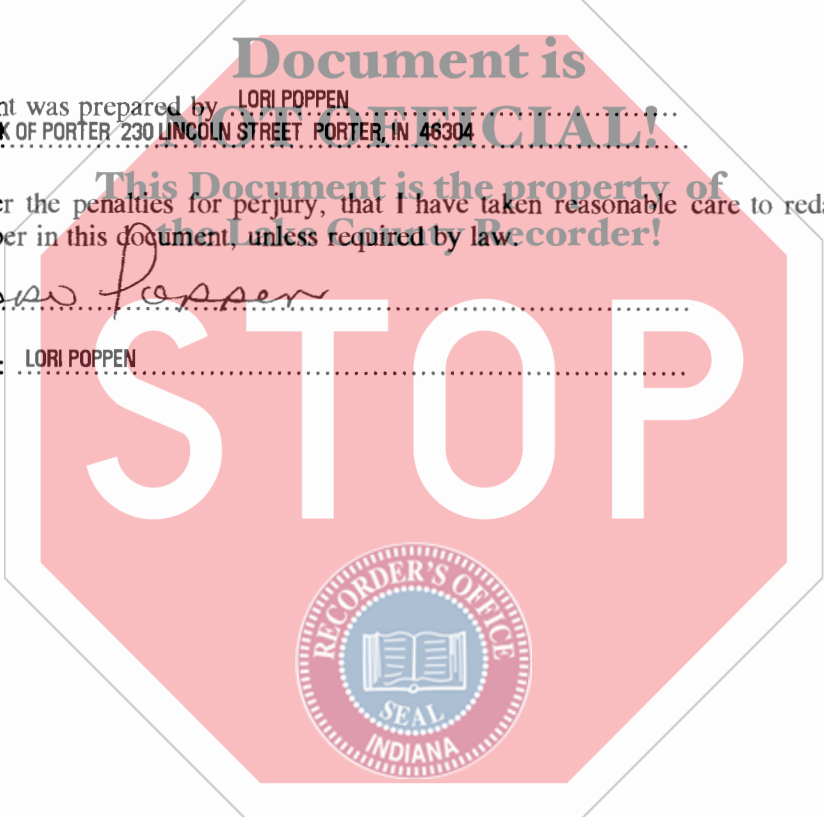 Document is
nt was prepared by LORI POPPEN
NOT OFFICIAL!
K OF PORTER 230 LINCOLN STREET PORTER, IN 46304
This Document is the property of
er the penalties for perjury, that I have taken reasonable care to reda
the Lake County Recorder!
ber in this document, unless required by law.
Poppen
: LORI POPPEN
STOP
RECORDER'S OFFICE
SEAL
INDIANA